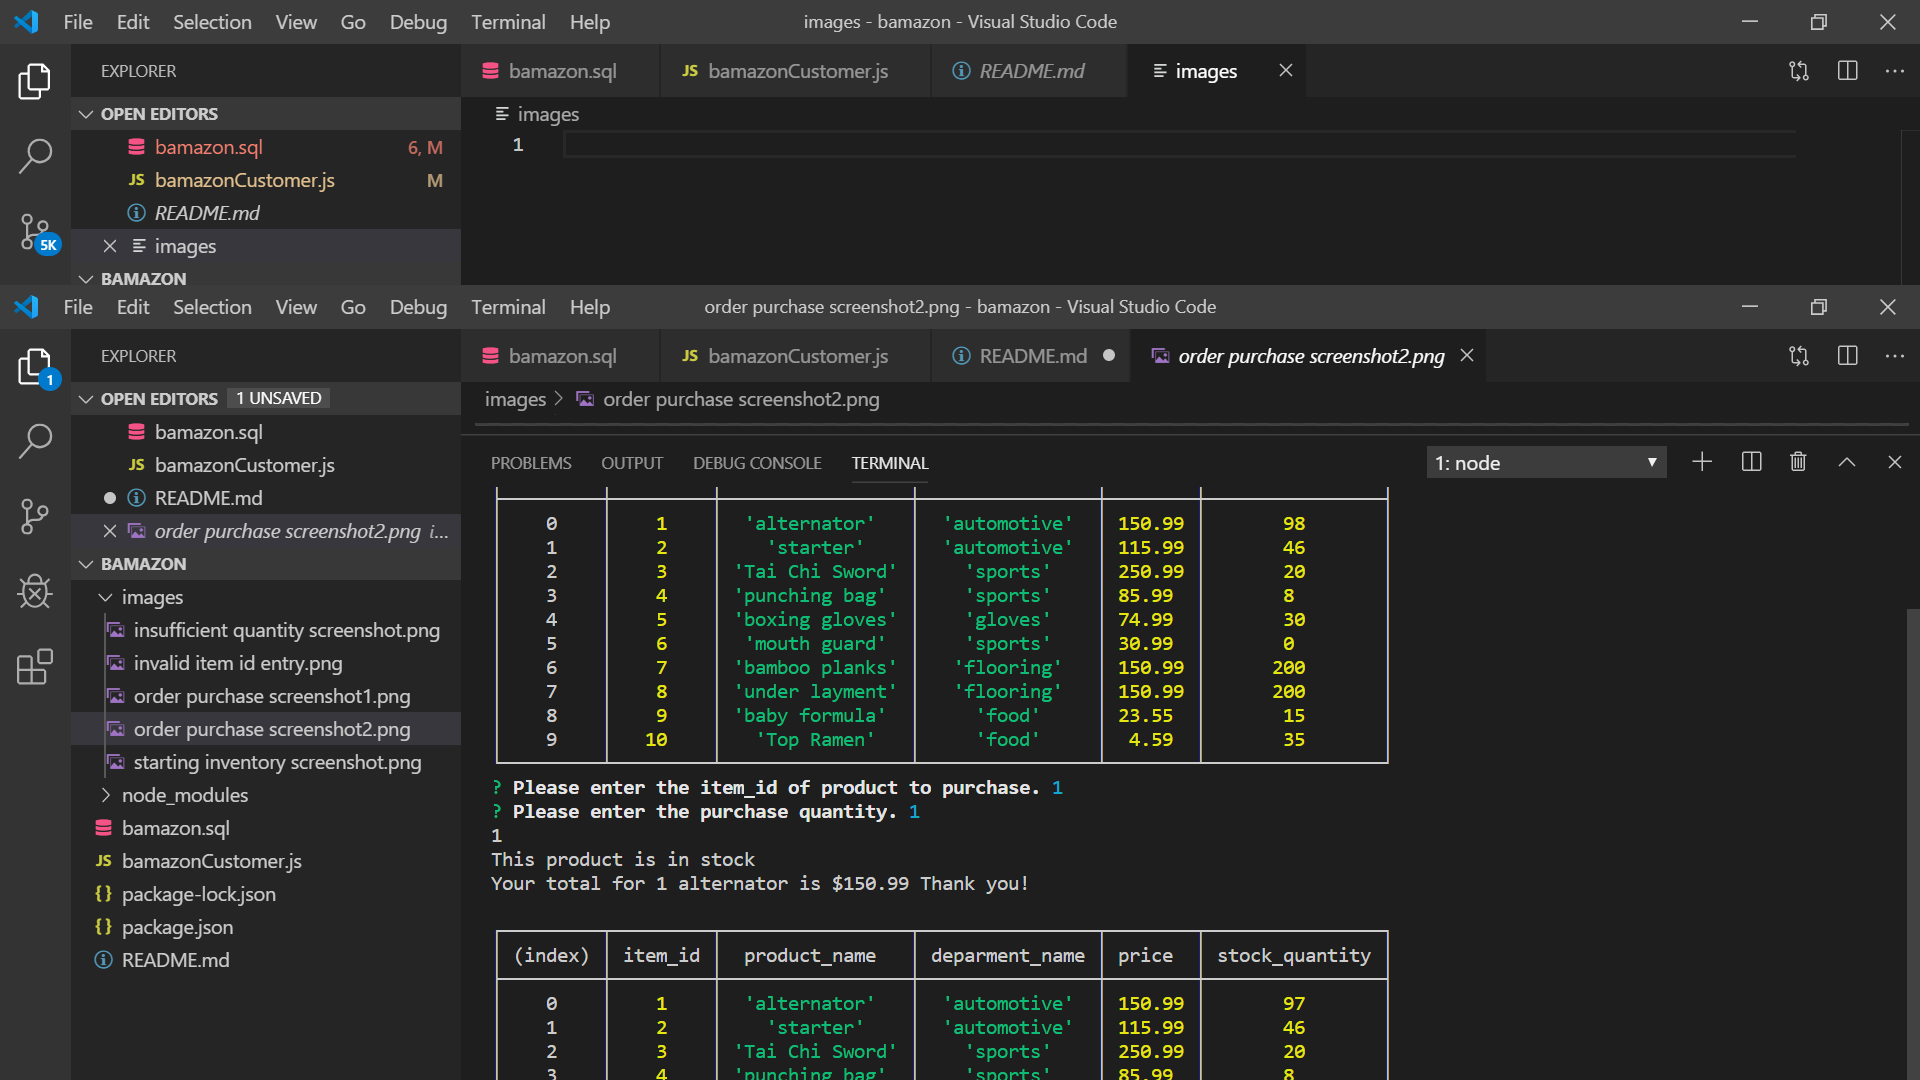 File Edit Selection View Go Debug Terminal Help images - bamazon - Visual Studio Code
EXPLORER
bamazon.sql JS bamazonCustomer.js README.md images
OPEN EDITORS
images
bamazon.sql 6, M
1
JS bamazonCustomer.js M
README.md
5K
images
BAMAZON
File Edit Selection View Go Debug Terminal Help order purchase screenshot2.png - bamazon - Visual Studio Code
EXPLORER
bamazon.sql JS bamazonCustomer.js README.md order purchase screenshot2.png
1
OPEN EDITORS 1 UNSAVED
images > order purchase screenshot2.png
bamazon.sql
JS bamazonCustomer.js
README.md
order purchase screenshot2.png i...
BAMAZON
images
insufficient quantity screenshot.png
invalid item id entry.png
order purchase screenshot1.png
order purchase screenshot2.png
starting inventory screenshot.png
node_modules
bamazon.sql
JS bamazonCustomer.js
{} package-lock.json
{} package.json
README.md
PROBLEMS OUTPUT DEBUG CONSOLE TERMINAL 1: node
0 1 'alternator' 'automotive' 150.99 98
1 2 'starter' 'automotive' 115.99 46
2 3 'Tai Chi Sword' 'sports' 250.99 20
3 4 'punching bag' 'sports' 85.99 8
4 5 'boxing gloves' 'gloves' 74.99 30
5 6 'mouth guard' 'sports' 30.99 0
6 7 'bamboo planks' 'flooring' 150.99 200
7 8 'under layment' 'flooring' 150.99 200
8 9 'baby formula' 'food' 23.55 15
9 10 'Top Ramen' 'food' 4.59 35
? Please enter the item_id of product to purchase. 1
? Please enter the purchase quantity. 1
1
This product is in stock
Your total for 1 alternator is $150.99 Thank you!
(index) item_id product_name deparment_name price stock_quantity
0 1 'alternator' 'automotive' 150.99 97
1 2 'starter' 'automotive' 115.99 46
2 3 'Tai Chi Sword' 'sports' 250.99 20
3 4 'punching bag' 'sports' 85.99 8